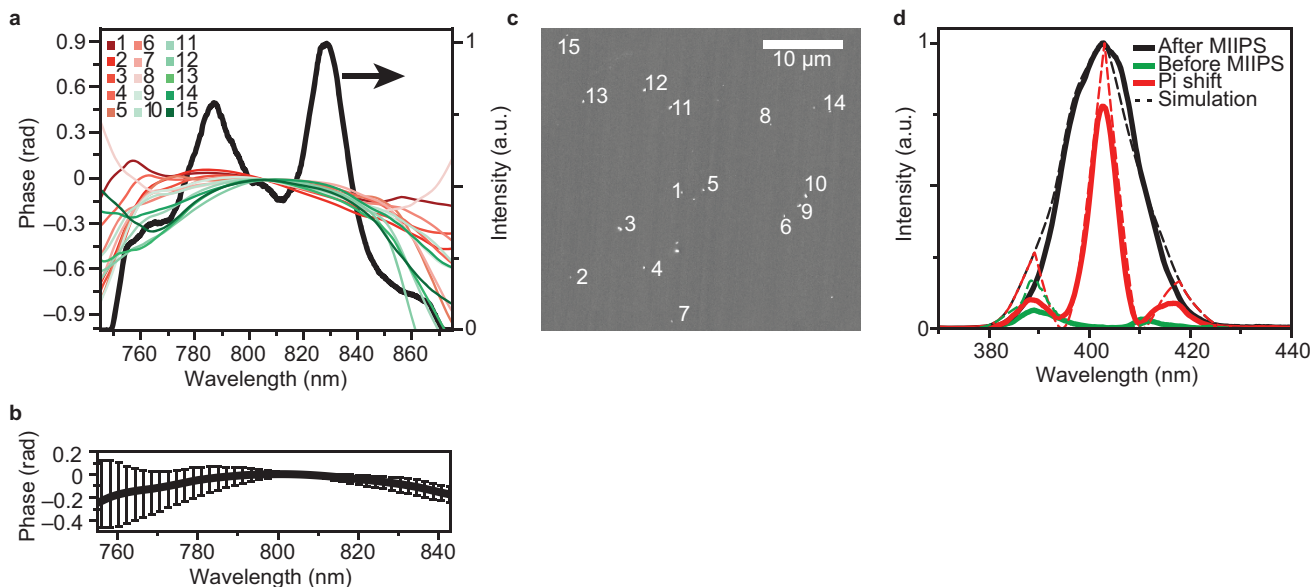 a
0.9
0.6
0.3
0
–0.3
–0.6
–0.9
Phase (rad)
1 6 11
2 7 12
3 8 13
4 9 14
5 10 15
1
0
Intensity (a.u.)
760 780 800 820 840 860
Wavelength (nm)
b
0.2
0
–0.2
–0.4
Phase (rad)
760 780 800 820 840
Wavelength (nm)
c
15
10 µm
12
13
11
14
8
1
5
10
9
3
6
2
4
7
d
1
0
Intensity (a.u.)
After MIIPS
Before MIIPS
Pi shift
Simulation
380 400 420 440
Wavelength (nm)